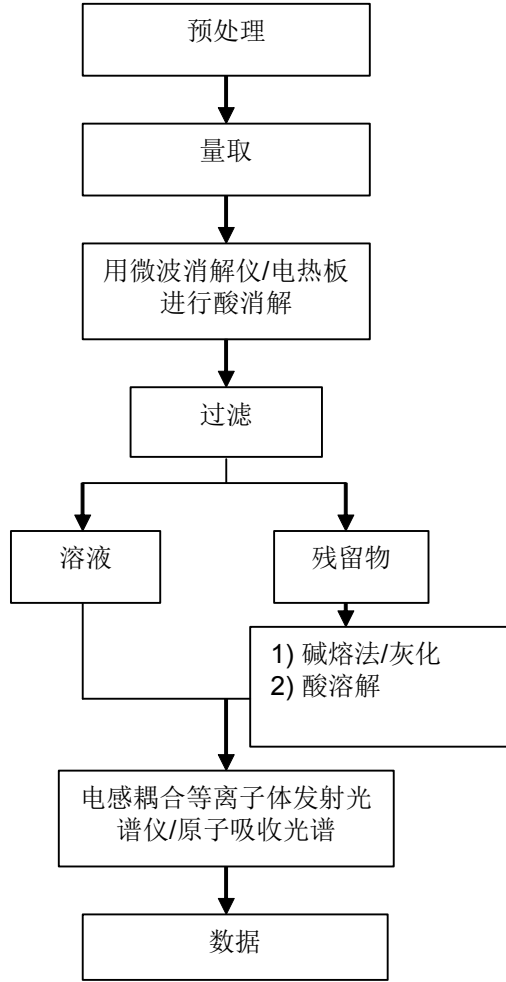 预处理
量取
用微波消解仪/电热板
进行酸消解
过滤
溶液
残留物
1) 碱熔法/灰化
2) 酸溶解
电感耦合等离子体发射光
谱仪/原子吸收光谱
数据